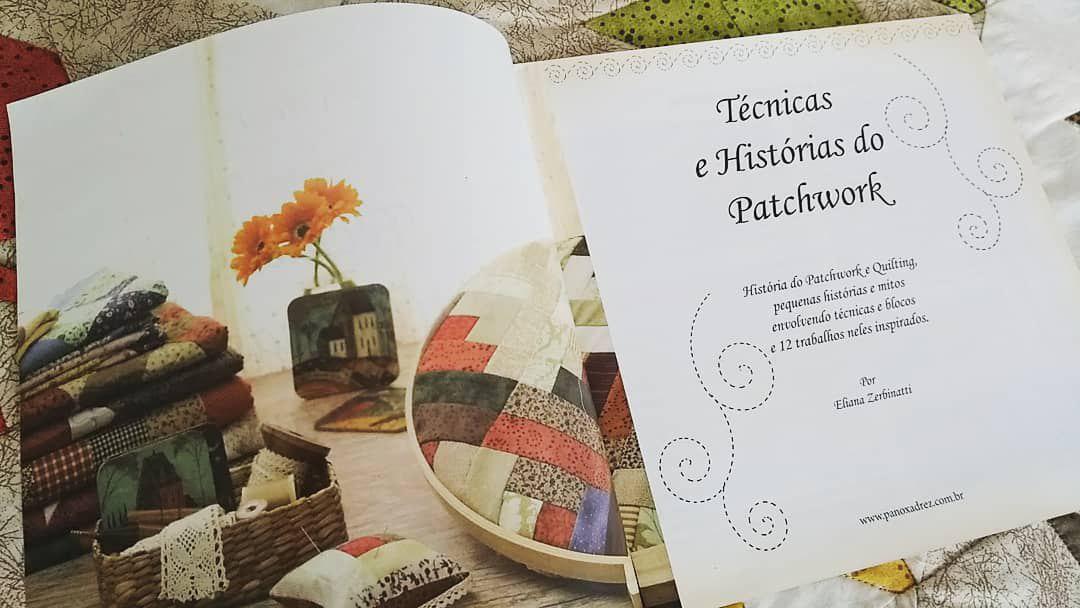 Técnicas
e Histórias do
Patchwork
História do Patchwork e Quilting,
pequenas histórias e mitos
envolvendo técnicas e blocos
e 12 trabalhos neles inspirados.
Por
Eliana Zerbinatti
www.panoxadrez.com.br